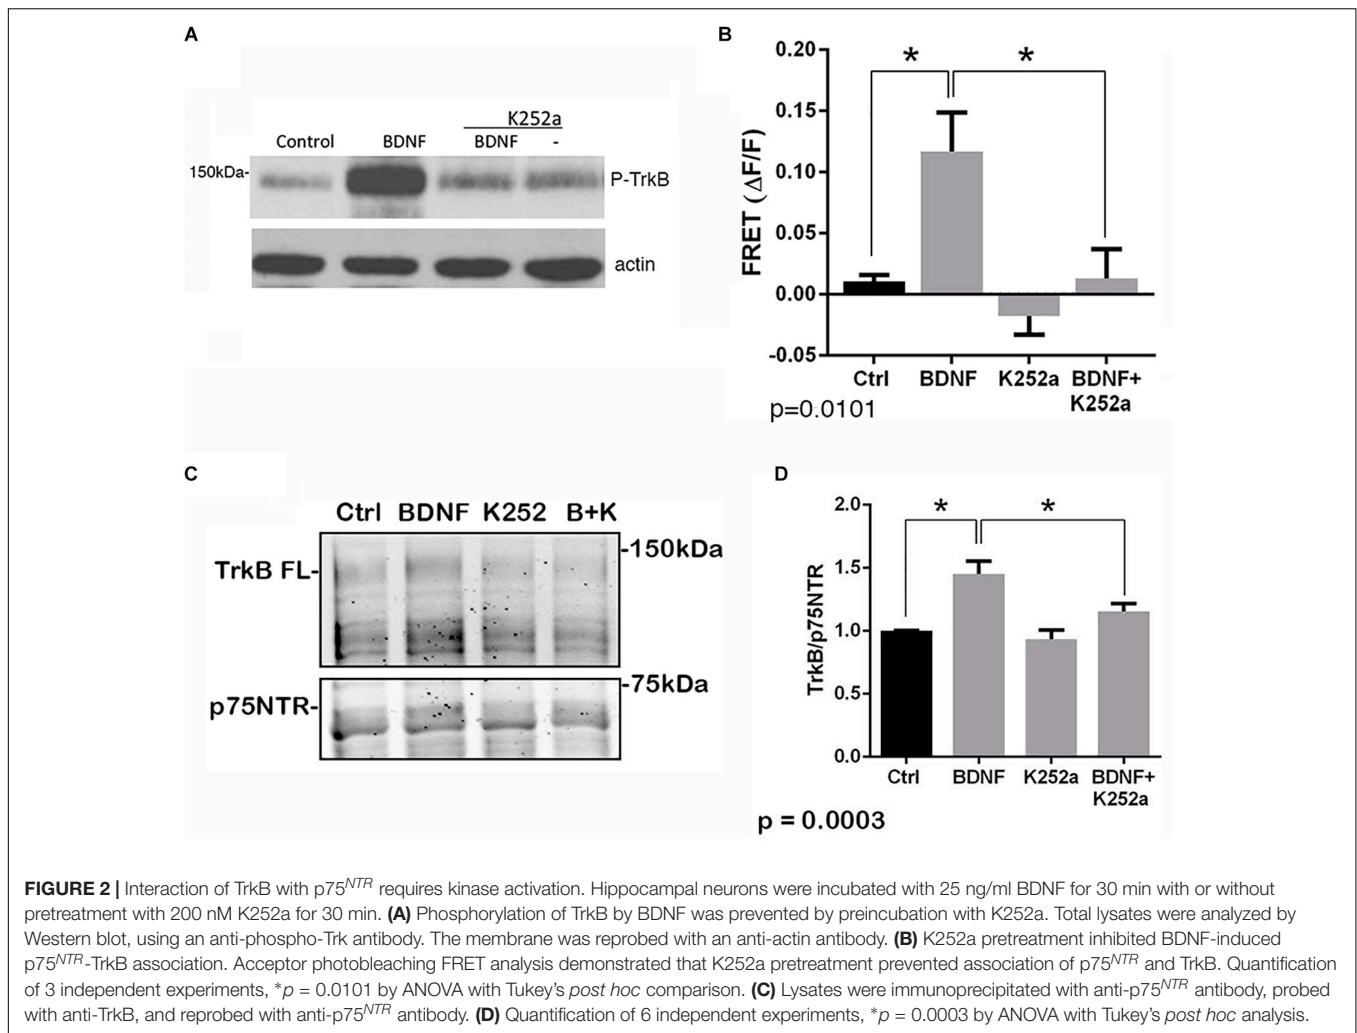 A
K252a
Control BDNF BDNF -
150kDa-
P-TrkB
actin
B
* *
FRET (ΔF/F)
0.20
0.15
0.10
0.05
0.00
-0.05
Ctrl BDNF K252a BDNF+
K252a
p=0.0101
C
Ctrl BDNF K252 B+K
-150kDa
TrkB FL-
-75kDa
p75NTR-
D
* *
TrkB/p75NTR
2.0
1.5
1.0
0.5
0.0
Ctrl BDNF K252a BDNF+
K252a
p = 0.0003
FIGURE 2 | Interaction of TrkB with p75NTR requires kinase activation. Hippocampal neurons were incubated with 25 ng/ml BDNF for 30 min with or without
pretreatment with 200 nM K252a for 30 min. (A) Phosphorylation of TrkB by BDNF was prevented by preincubation with K252a. Total lysates were analyzed by
Western blot, using an anti-phospho-Trk antibody. The membrane was reprobed with an anti-actin antibody. (B) K252a pretreatment inhibited BDNF-induced
p75NTR-TrkB association. Acceptor photobleaching FRET analysis demonstrated that K252a pretreatment prevented association of p75NTR and TrkB. Quantification
of 3 independent experiments, *p = 0.0101 by ANOVA with Tukey's post hoc comparison. (C) Lysates were immunoprecipitated with anti-p75NTR antibody, probed
with anti-TrkB, and reprobed with anti-p75NTR antibody. (D) Quantification of 6 independent experiments, *p = 0.0003 by ANOVA with Tukey's post hoc analysis.